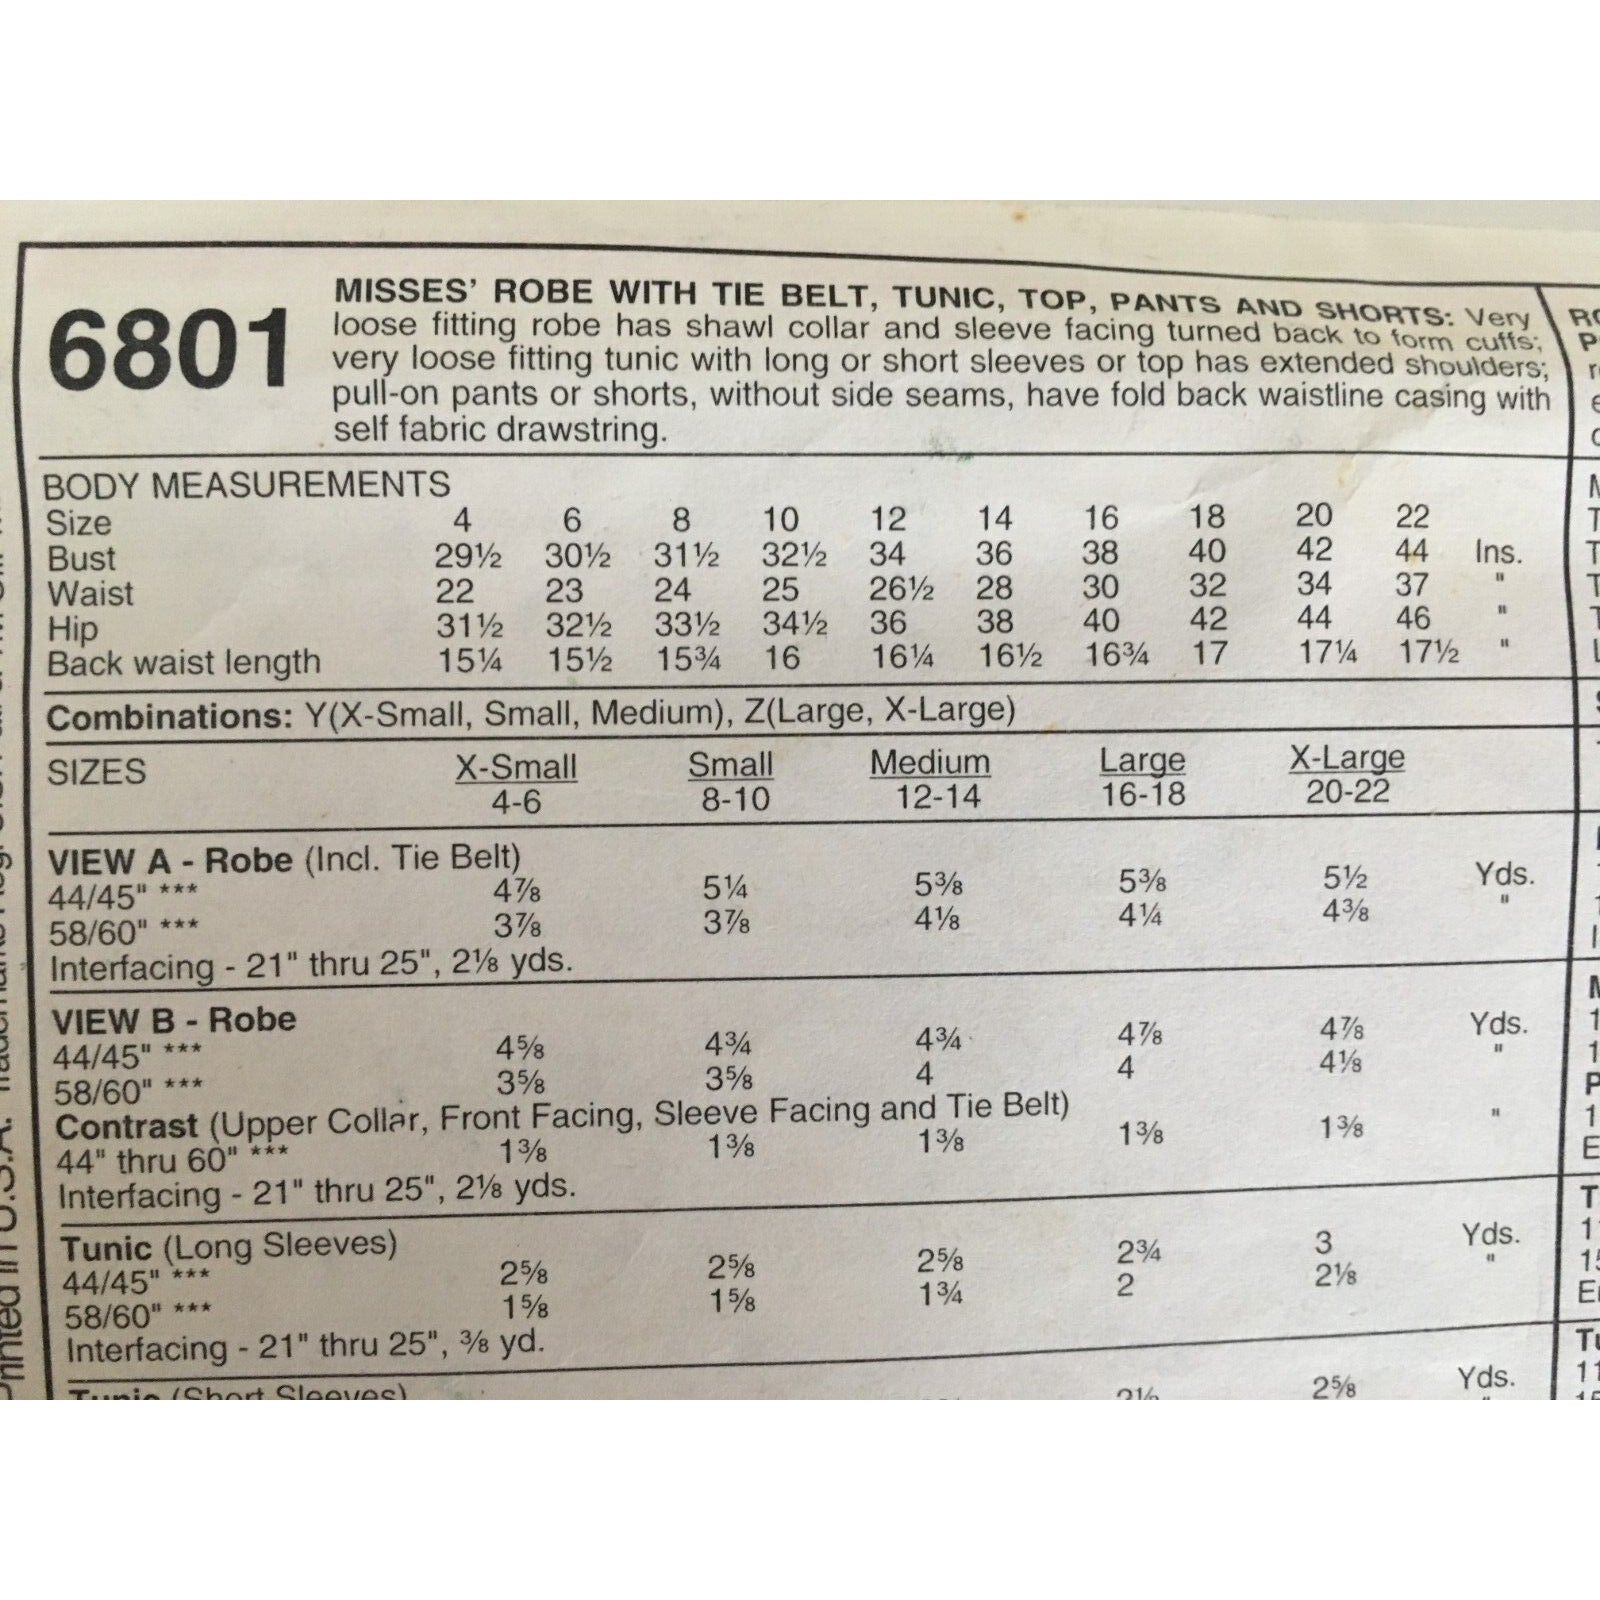 6801
MISSES' ROBE WITH TIE BELT, TUNIC, TOP, PANTS AND SHORTS: Very
loose fitting robe has shawl collar and sleeve facing turned back to form cuffs;
very loose fitting tunic with long or short sleeves or top has extended shoulders;
pull-on pants or shorts, without side seams, have fold back waistline casing with
self fabric drawstring.
BODY MEASUREMENTS
Size 4 6 8 10 12 14 16 18 20 22
Bust 29½ 30½ 31½ 32½ 34 36 38 40 42 44 Ins.
Waist 22 23 24 25 26½ 28 30 32 34 37 "
Hip 31½ 32½ 33½ 34½ 36 38 40 42 44 46 "
Back waist length 15¼ 15½ 15¾ 16 16¼ 16½ 16¾ 17 17¼ 17½ "
Combinations: Y(X-Small, Small, Medium), Z(Large, X-Large)
SIZES X-Small Small Medium Large X-Large
4-6 8-10 12-14 16-18 20-22
VIEW A - Robe (Incl. Tie Belt)
44/45" *** 4⅞ 5¼ 5⅜ 5⅜ 5½ Yds.
58/60" *** 3⅞ 3⅞ 4⅛ 4¼ 4⅜ "
Interfacing - 21" thru 25", 2⅛ yds.
VIEW B - Robe
44/45" *** 4⅝ 4¾ 4¾ 4⅞ 4⅞ Yds.
58/60" *** 3⅝ 3⅝ 4 4 4⅛ "
Contrast (Upper Collar, Front Facing, Sleeve Facing and Tie Belt)
44" thru 60" *** 1⅜ 1⅜ 1⅜ 1⅜ 1⅜ "
Interfacing - 21" thru 25", 2⅛ yds.
Tunic (Long Sleeves)
44/45" *** 2⅝ 2⅝ 2⅝ 2¾ 3 Yds.
58/60" *** 1⅝ 1⅝ 1¾ 2 2⅛ "
Interfacing - 21" thru 25", ⅜ yd.
Tunic (Short Sleeves)
2½ 2⅝ Yds.
Printed in U.S.A.